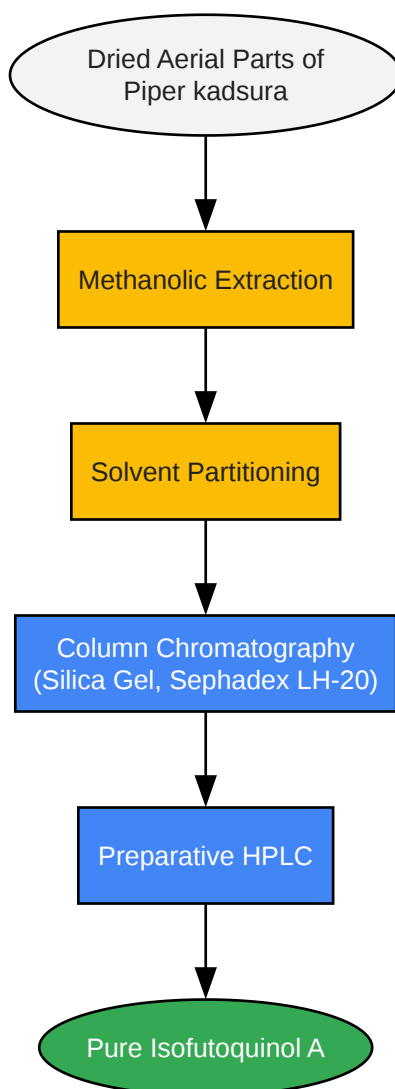 Dried Aerial Parts of
Piper kadsura
Methanolic Extraction
Solvent Partitioning
Column Chromatography
(Silica Gel, Sephadex LH-20)
Preparative HPLC
Pure Isofutoquinol A